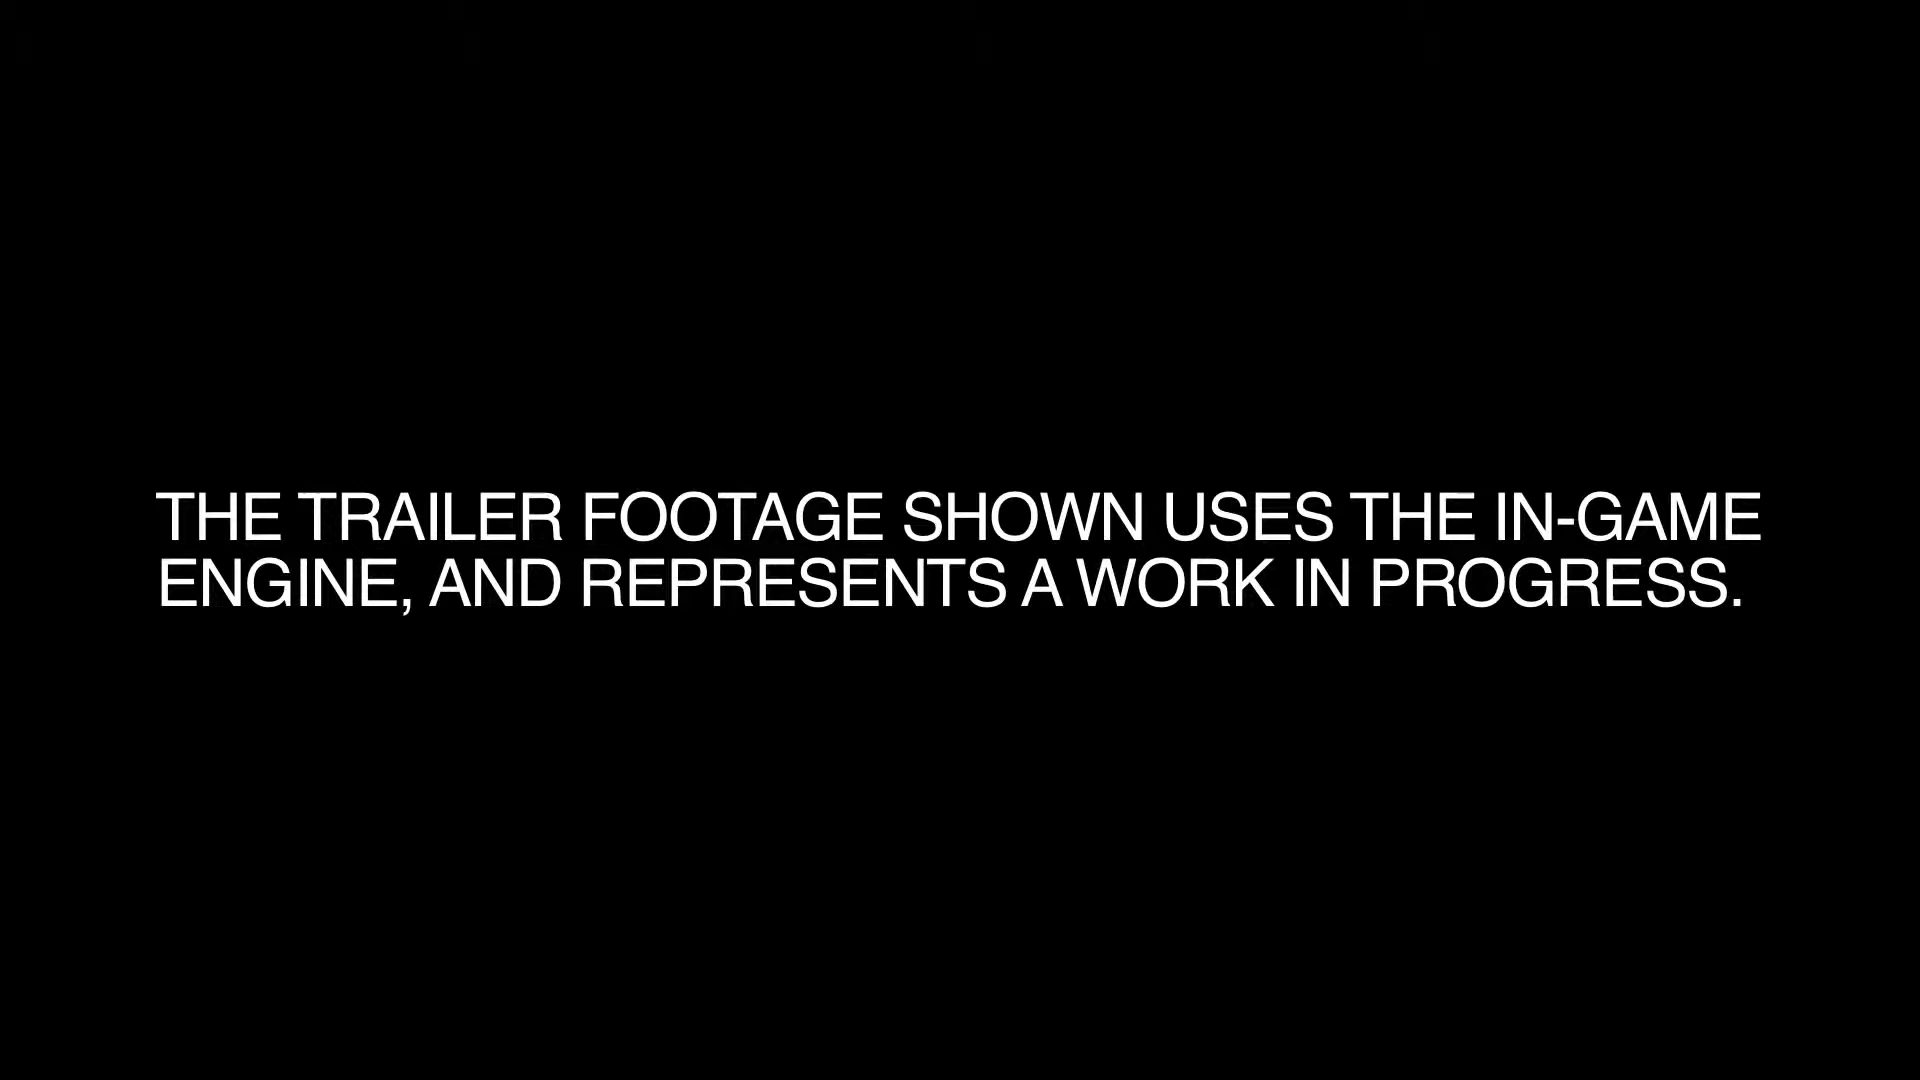 THE TRAILER FOOTAGE SHOWN USES THE IN-GAME
ENGINE, AND REPRESENTS A WORK IN PROGRESS.